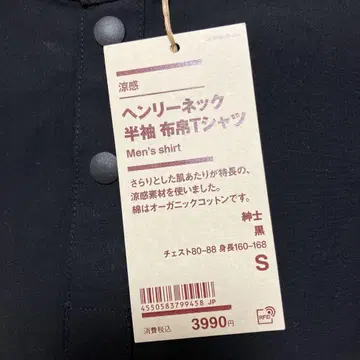 涼感
ヘンリーネック
半袖 布帛Tシャツ
Men's shirt
さらりとした肌あたりが特長の、
涼感素材を使いました。
綿はオーガニックコットンです。
紳士
黒
チェスト80-88 身長160-168
S
4550583799458 JP
消費税込 3990円
RFID